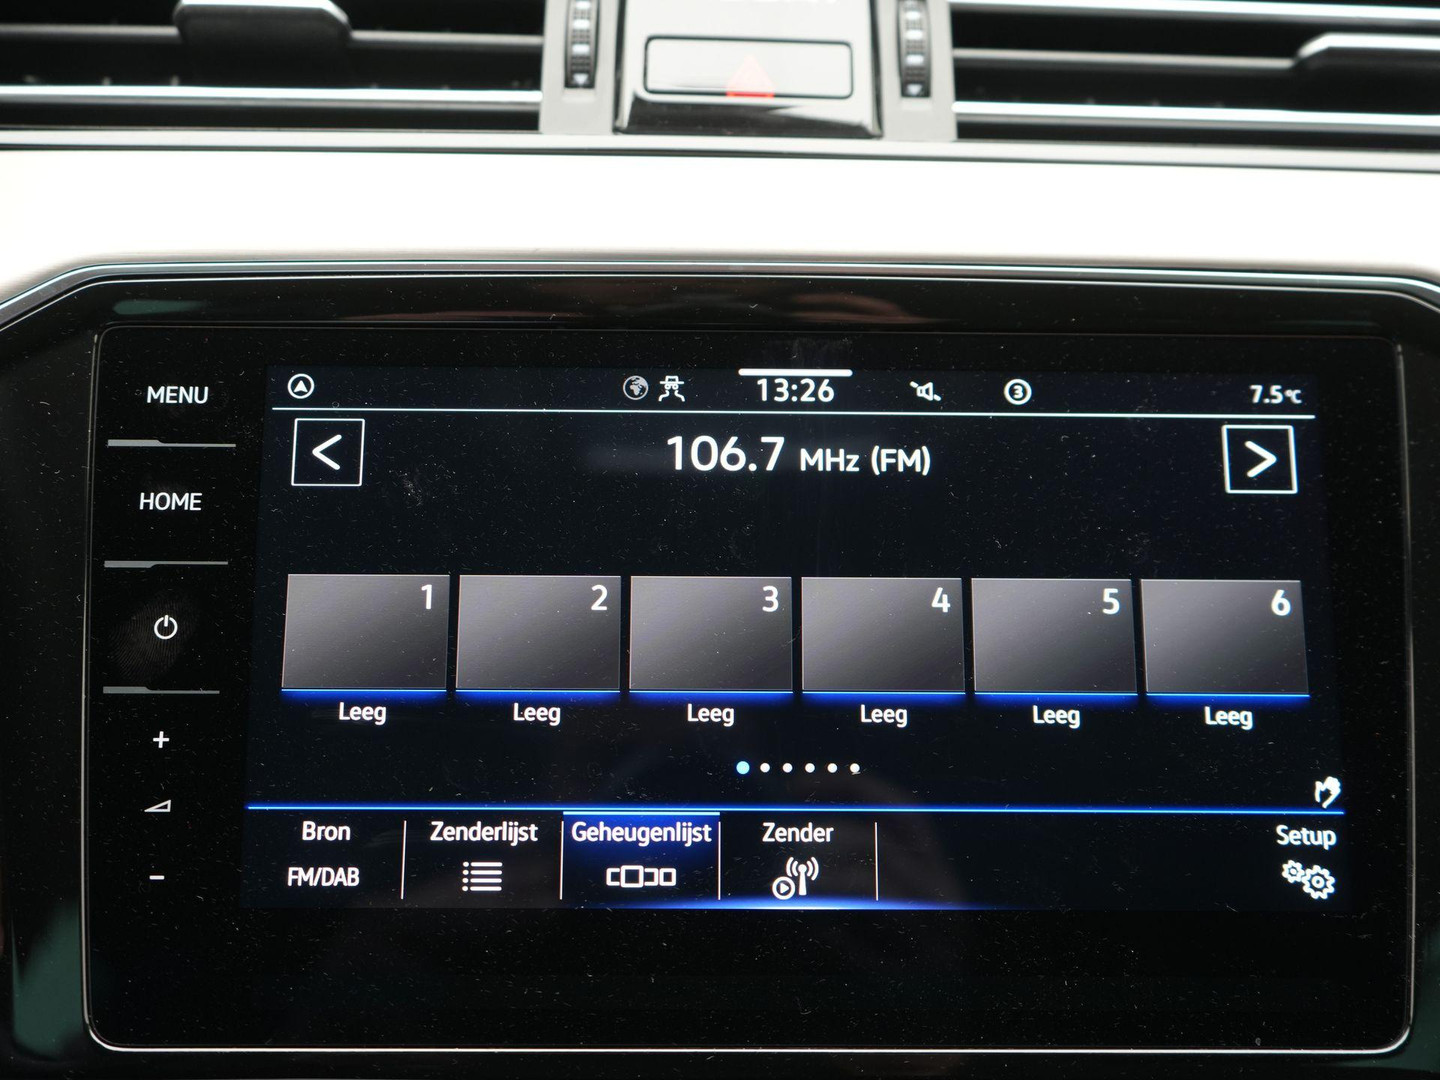 MENU
HOME
+
-
13:26
3
7.5°C
<
106.7 MHz (FM)
>
1
2
3
4
5
6
Leeg
Leeg
Leeg
Leeg
Leeg
Leeg
Bron
Zenderlijst
Geheugenlijst
Zender
Setup
FM/DAB